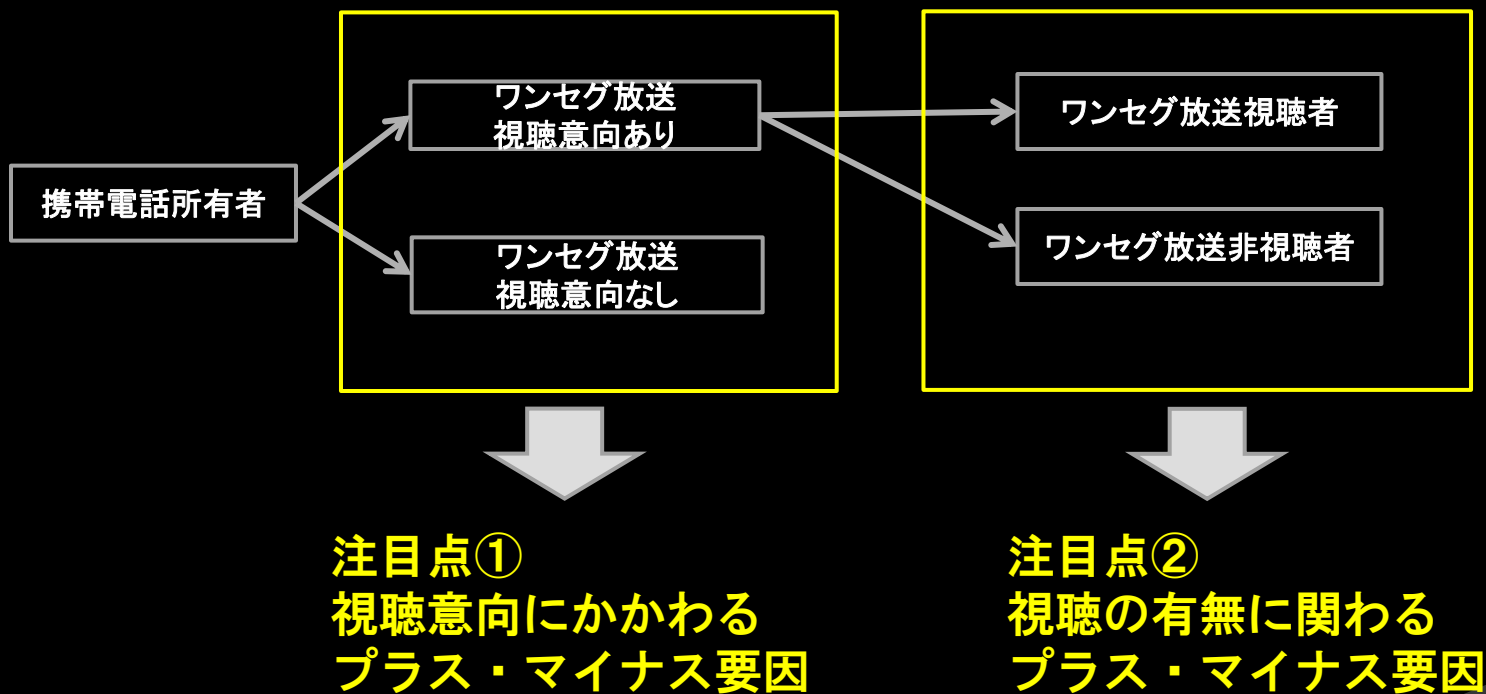 携帯電話所有者
ワンセグ放送
視聴意向あり
ワンセグ放送
視聴意向なし
ワンセグ放送視聴者
ワンセグ放送非視聴者
注目点①
視聴意向にかかわる
プラス・マイナス要因
注目点②
視聴の有無に関わる
プラス・マイナス要因